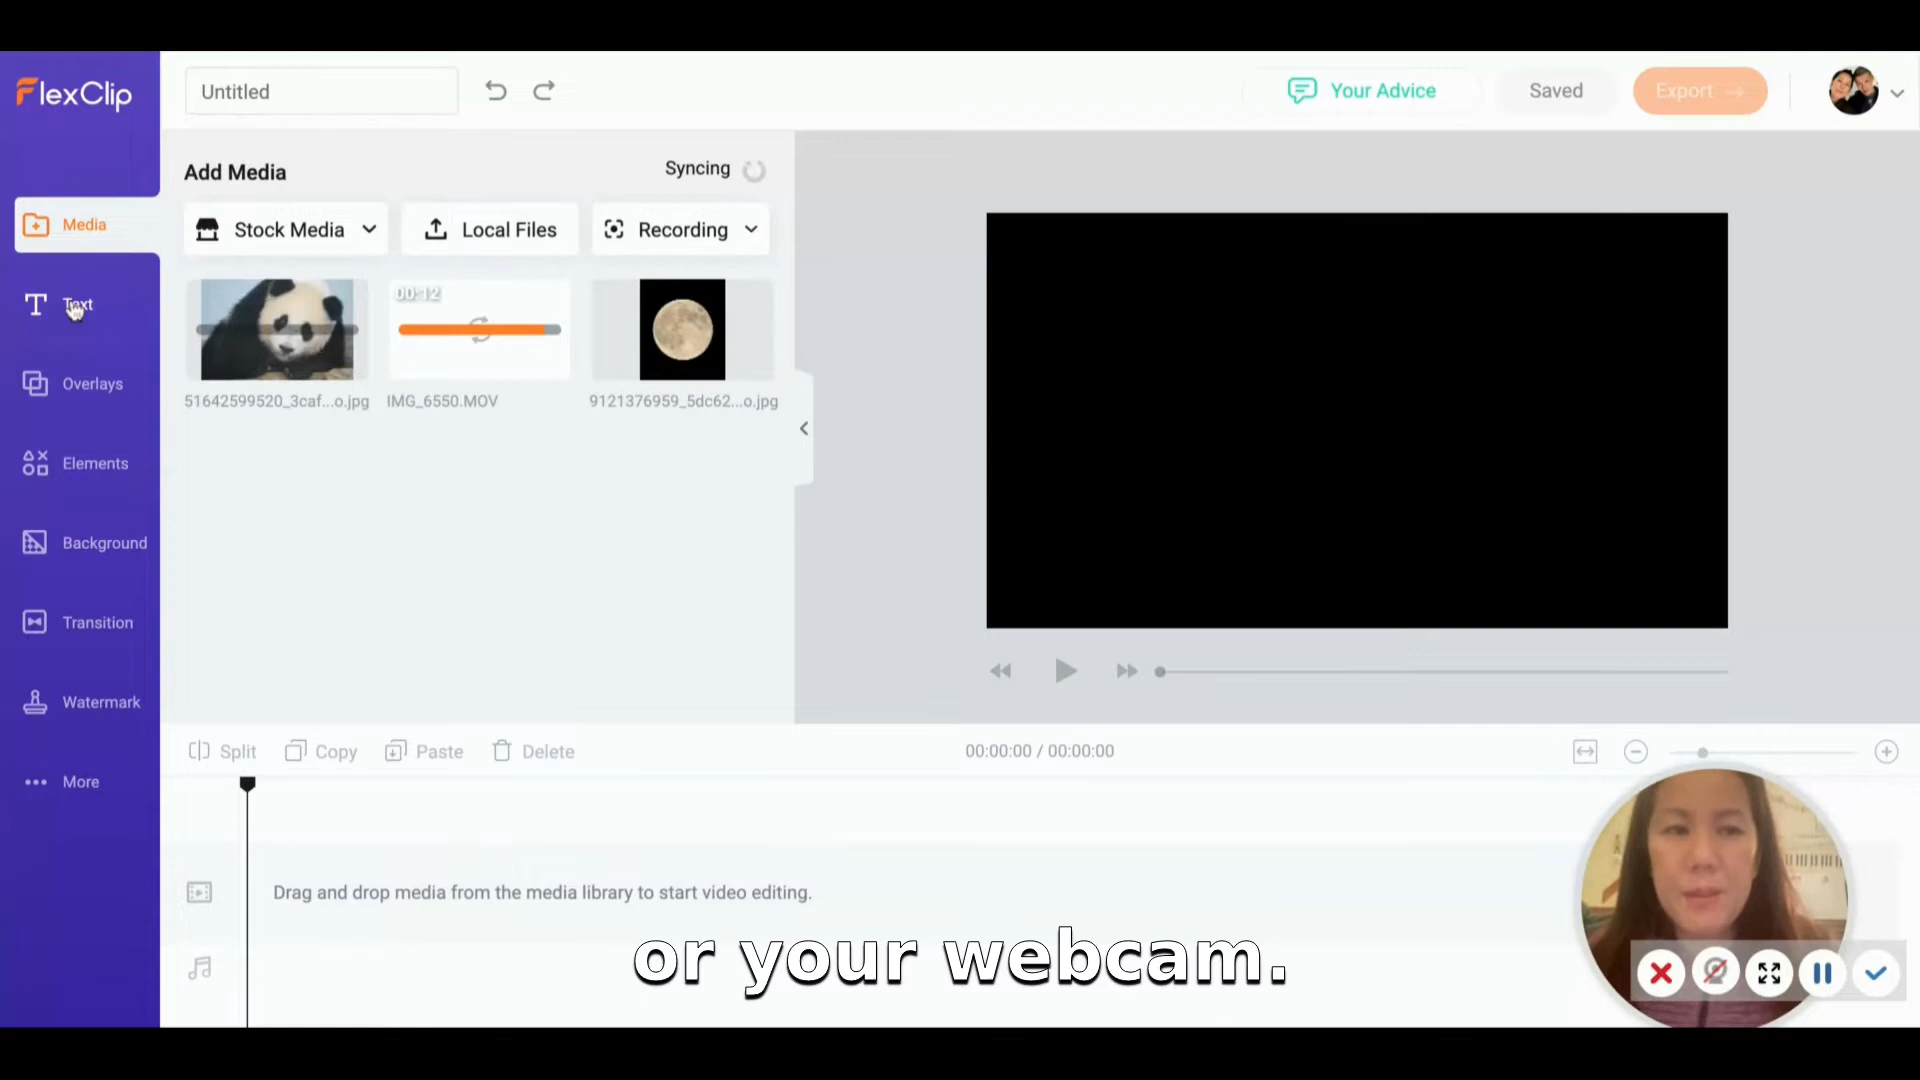 FlexClip
Untitled
Your Advice
Saved
Export →
Add Media
Syncing
Media
Stock Media
Local Files
Recording
Text
00:12
Overlays
51642599520_3caf...o.jpg
IMG_6550.MOV
9121376959_5dc62...o.jpg
Elements
Background
Transition
Watermark
Split
Copy
Paste
Delete
00:00:00 / 00:00:00
More
Drag and drop media from the media library to start video editing.
or your webcam.